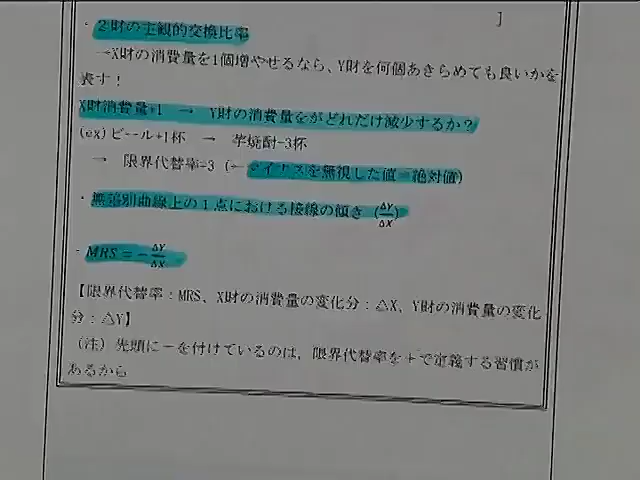 ]
・２財の主観的交換比率
→X財の消費量を1個増やせるなら、Y財を何個あきらめても良いかを
表す！
X財消費量+1　→　Y財の消費量をがどれだけ減少するか？
(ex)ビール+1杯　→　芋焼酎-3杯
→　限界代替率=3（←マイナスを無視した値＝絶対値）
・無差別曲線上の１点における接線の傾き（ΔY/ΔX）
・MRS＝－ΔY/ΔX
【限界代替率：MRS、X財の消費量の変化分：△X、Y財の消費量の変化
分：△Y】
（注）先頭に－を付けているのは、限界代替率を＋で定義する習慣が
あるから